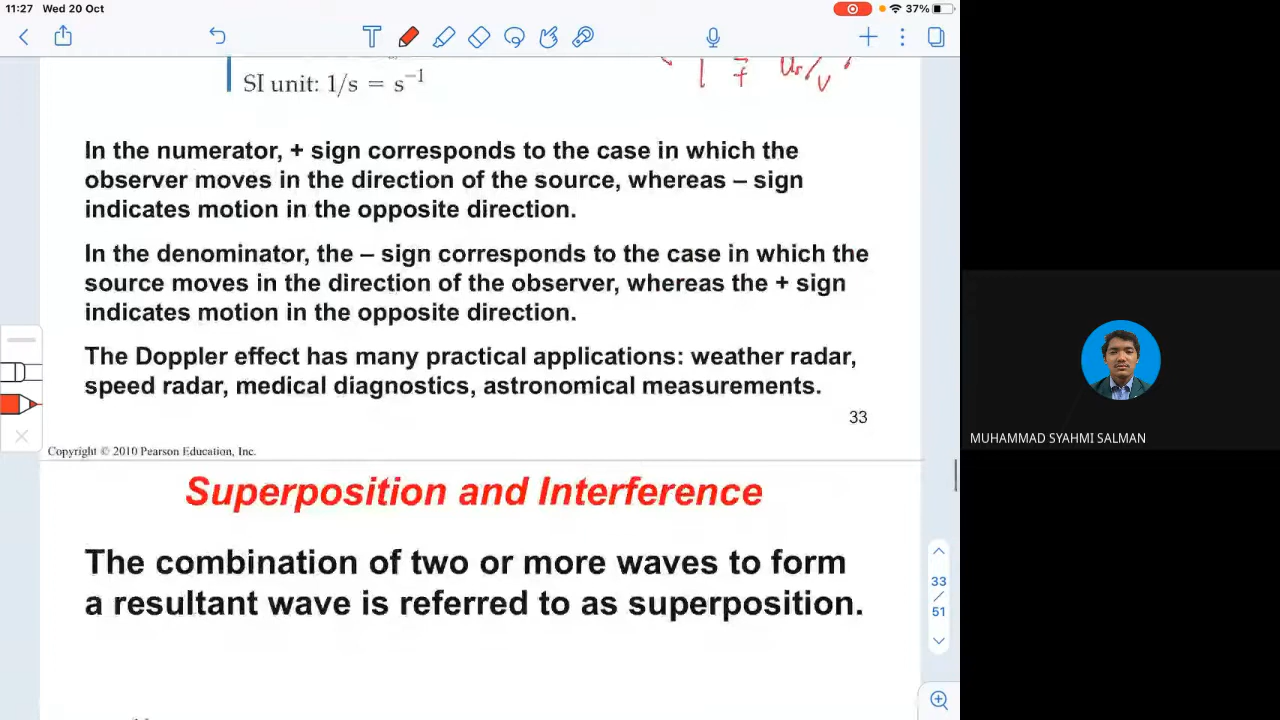 11:27 Wed 20 Oct
37%
SI unit: 1/s = s⁻¹
1 ∓ us/v
In the numerator, + sign corresponds to the case in which the
observer moves in the direction of the source, whereas – sign
indicates motion in the opposite direction.
In the denominator, the – sign corresponds to the case in which the
source moves in the direction of the observer, whereas the + sign
indicates motion in the opposite direction.
The Doppler effect has many practical applications: weather radar,
speed radar, medical diagnostics, astronomical measurements.
33
Copyright © 2010 Pearson Education, Inc.
MUHAMMAD SYAHMI SALMAN
Superposition and Interference
The combination of two or more waves to form
a resultant wave is referred to as superposition.
33
/
51